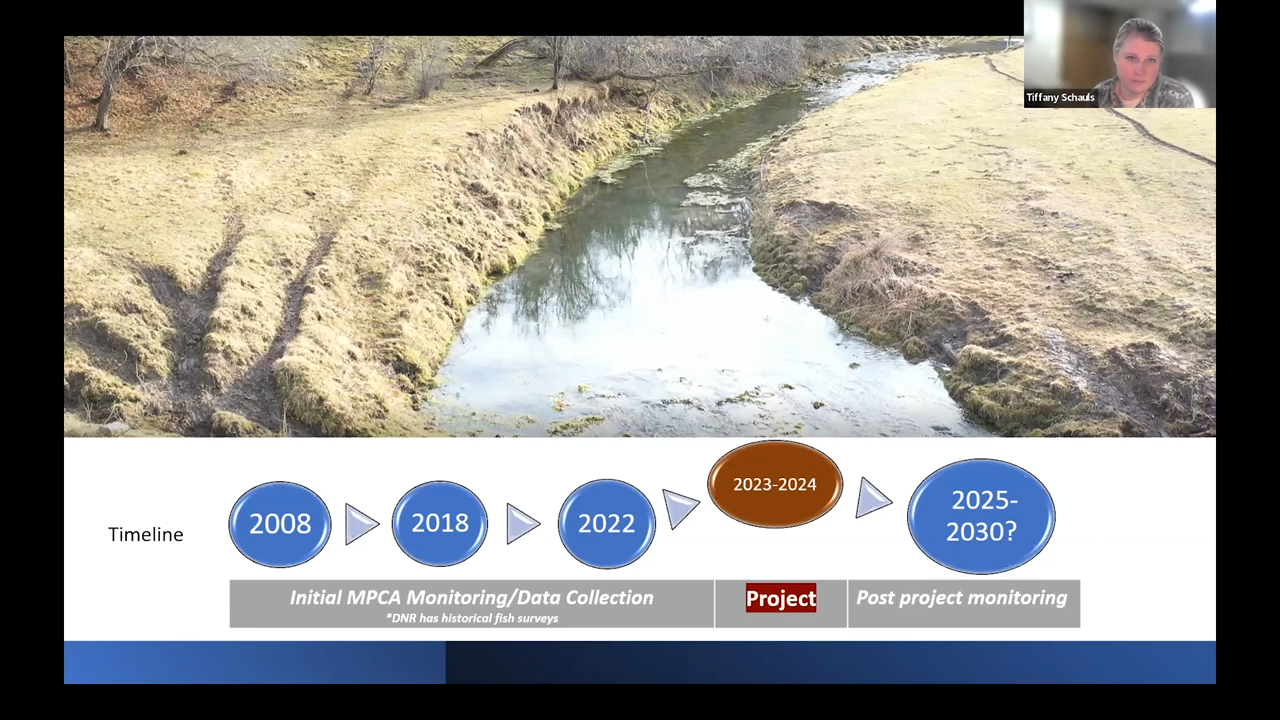 Tiffany Schauls
2008
2018
2022
2023-2024
2025-
2030?
Timeline
Initial MPCA Monitoring/Data Collection
*DNR has historical fish surveys
Project
Post project monitoring